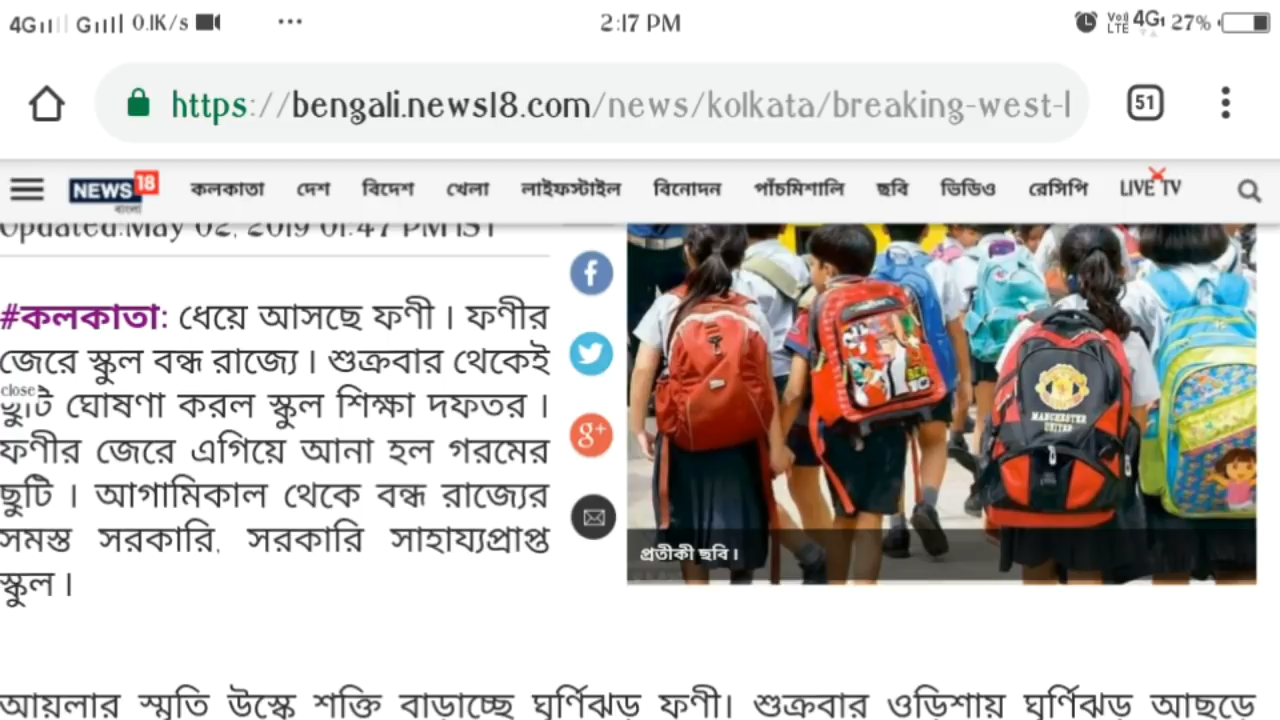 4G G 0.1K/s ... 2:17 PM Vo) LTE 4G 27%
https://bengali.news18.com/news/kolkata/breaking-west-l 51
NEWS 18 বাংলা কলকাতা দেশ বিদেশ খেলা লাইফস্টাইল বিনোদন পাঁচমিশালি ছবি ভিডিও রেসিপি LIVE TV
Updated:May 02, 2019 01:47 PM IST
#কলকাতা: ধেয়ে আসছে ফণী । ফণীর
জেরে স্কুল বন্ধ রাজ্যে । শুক্রবার থেকেই
close
ছুটি ঘোষণা করল স্কুল শিক্ষা দফতর ।
ফণীর জেরে এগিয়ে আনা হল গরমের
ছুটি । আগামিকাল থেকে বন্ধ রাজ্যের
সমস্ত সরকারি, সরকারি সাহায্যপ্রাপ্ত
স্কুল ।
f
g+
MANCHESTER
UNITED
প্রতীকী ছবি ।
আয়লার স্মৃতি উস্কে শক্তি বাড়াচ্ছে ঘূর্ণিঝড় ফণী। শুক্রবার ওড়িশায় ঘূর্ণিঝড় আছড়ে